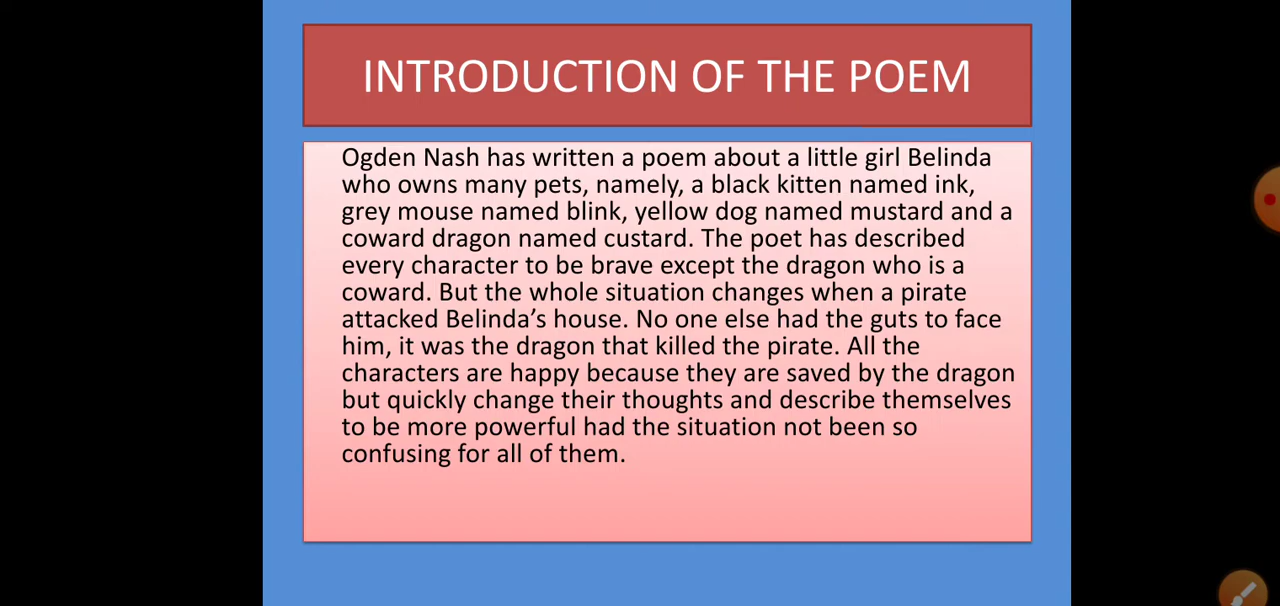 INTRODUCTION OF THE POEM
Ogden Nash has written a poem about a little girl Belinda
who owns many pets, namely, a black kitten named ink,
grey mouse named blink, yellow dog named mustard and a
coward dragon named custard. The poet has described
every character to be brave except the dragon who is a
coward. But the whole situation changes when a pirate
attacked Belinda’s house. No one else had the guts to face
him, it was the dragon that killed the pirate. All the
characters are happy because they are saved by the dragon
but quickly change their thoughts and describe themselves
to be more powerful had the situation not been so
confusing for all of them.